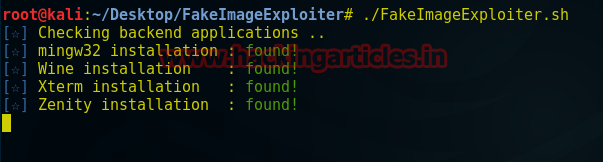 root@kali:~/Desktop/FakeImageExploiter# ./FakeImageExploiter.sh
[☆] Checking backend applications ..
[☆] mingw32 installation : found!
[☆] Wine installation    : found!
[☆] Xterm installation   : found!
[☆] Zenity installation  : found!
www.hackingarticles.in